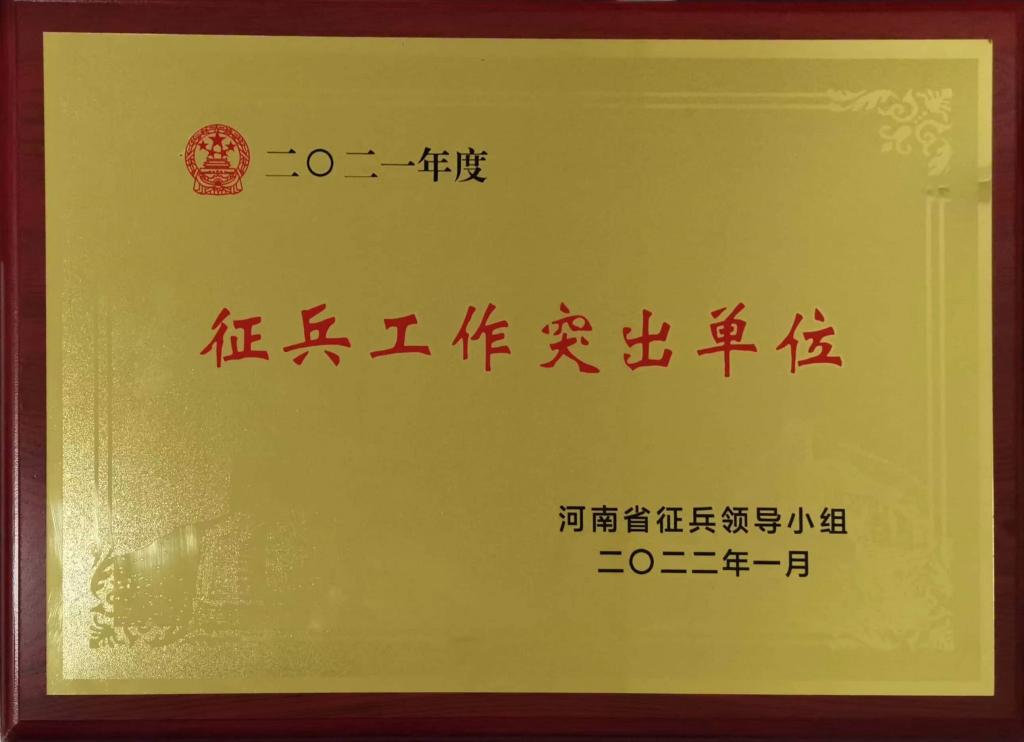 二〇二一年度
征兵工作突出单位
河南省征兵领导小组
二〇二二年一月